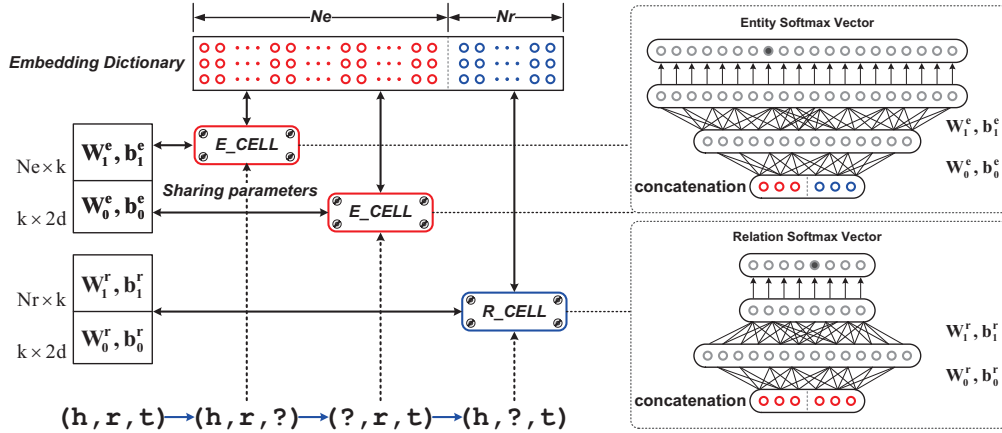 Ne
Nr
Embedding Dictionary
...
...
...
...
E_CELL
Sharing parameters
E_CELL
R_CELL
Ne × k
W₁ᵉ, b₁ᵉ
k × 2d
W₀ᵉ, b₀ᵉ
Nr × k
W₁ʳ, b₁ʳ
k × 2d
W₀ʳ, b₀ʳ
(h,r,t) (h,r,?) (?,r,t) (h,?,t)
Entity Softmax Vector
W₁ᵉ, b₁ᵉ
W₀ᵉ, b₀ᵉ
concatenation
Relation Softmax Vector
W₁ʳ, b₁ʳ
W₀ʳ, b₀ʳ
concatenation